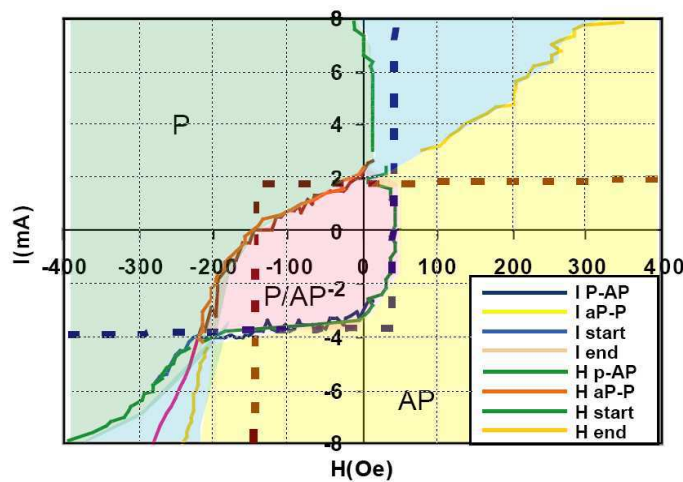 8
6
4
2
0
-2
-4
-6
-8
I(mA)
-400 -300 -200 -100 0 100 200 300 400
H(Oe)
P
P/AP
AP
I P-AP
I aP-P
I start
I end
H p-AP
H aP-P
H start
H end